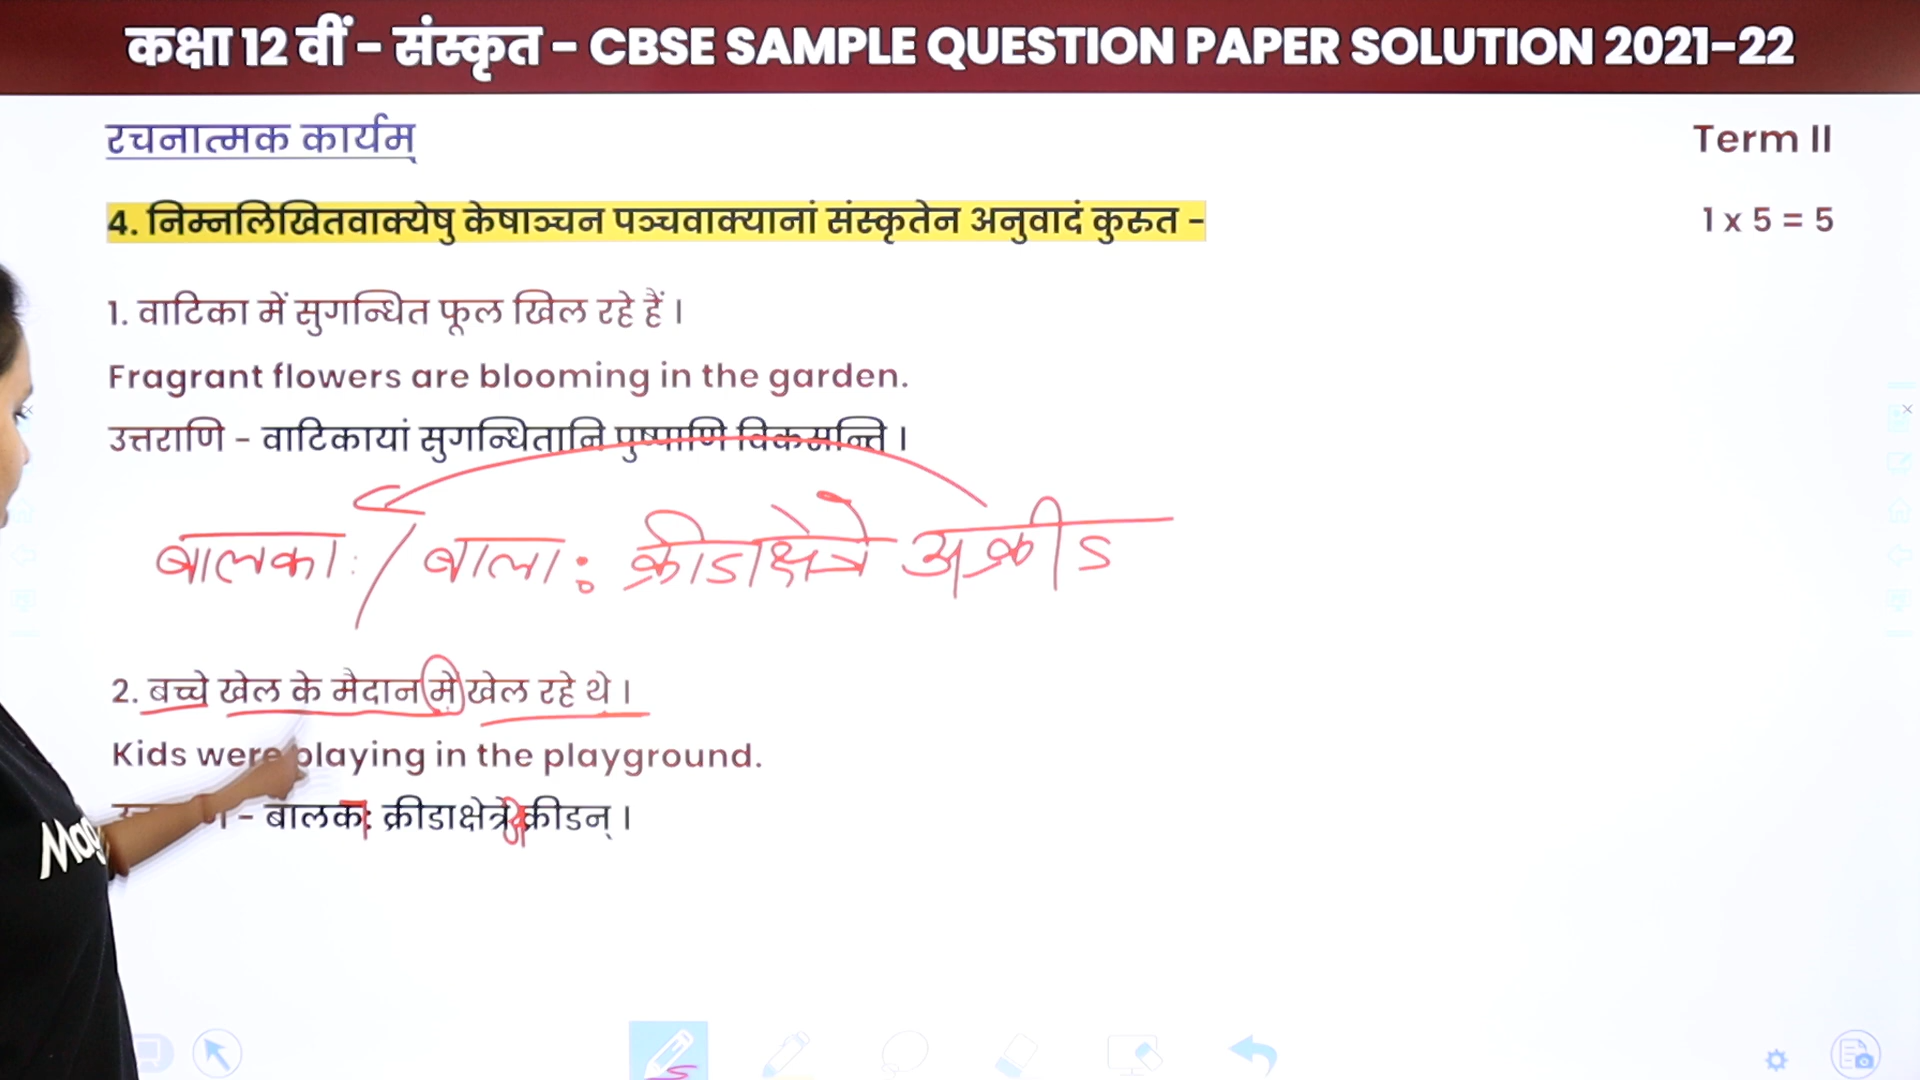 कक्षा 12 वीं - संस्कृत - CBSE SAMPLE QUESTION PAPER SOLUTION 2021-22
रचनात्मक कार्यम्
Term II
4. निम्नलिखितवाक्येषु केषाञ्चन पञ्चवाक्यानां संस्कृतेन अनुवादं कुरुत -
1 x 5 = 5
1. वाटिका में सुगन्धित फूल खिल रहे हैं ।
Fragrant flowers are blooming in the garden.
उत्तराणि - वाटिकायां सुगन्धितानि पुष्पाणि विकसन्ति ।
बालकाः / बालाः क्रीडाक्षेत्रे अक्रीड
2. बच्चे खेल के मैदान में खेल रहे थे ।
Kids were playing in the playground.
- बालकाः क्रीडाक्षेत्रे अक्रीडन् ।